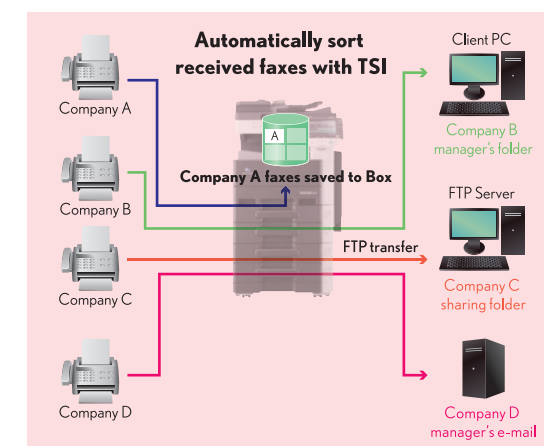 Automatically sort
received faxes with TSI
Client PC
Company A
A
Company B
manager's folder
Company A faxes saved to Box
Company B
FTP Server
FTP transfer
Company C
Company C
sharing folder
Company D
Company D
manager's e-mail